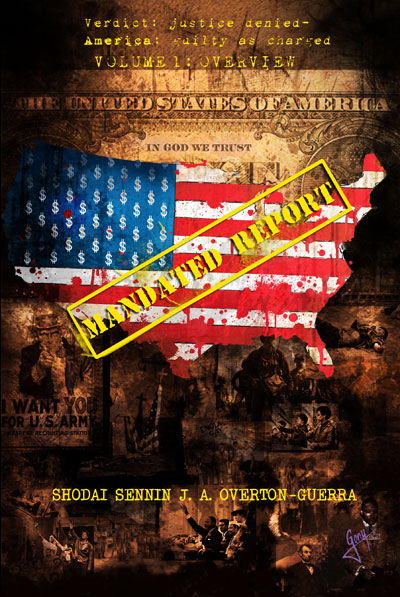 Verdict: justice denied-
America: guilty as charged
VOLUME 1: OVERVIEW
THE UNITED STATES OF AMERICA
IN GOD WE TRUST
MANDATED REPORT
I WANT YOU
FOR U.S. ARMY
SHODAI SENNIN J. A. OVERTON-GUERRA